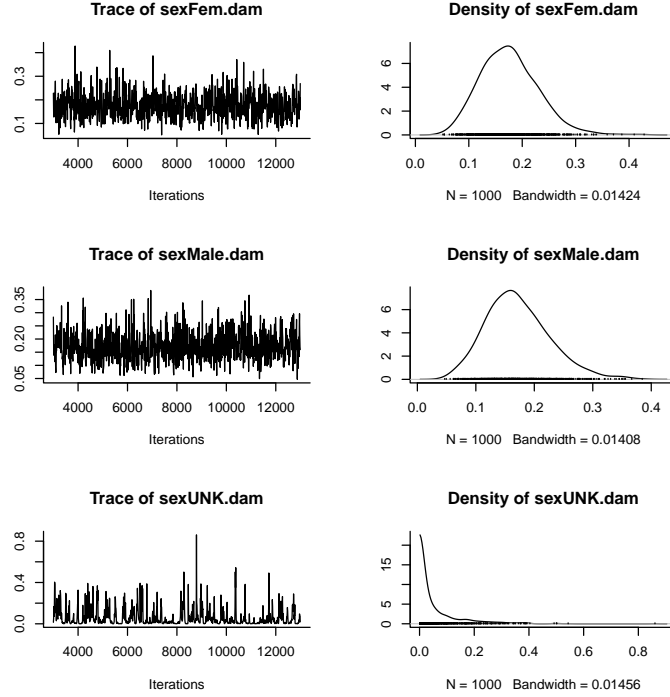 Trace of sexFem.dam
0.1 0.3
4000 6000 8000 10000 12000
Iterations
Density of sexFem.dam
0 2 4 6
0.0 0.1 0.2 0.3 0.4
N = 1000 Bandwidth = 0.01424
Trace of sexMale.dam
0.05 0.20 0.35
4000 6000 8000 10000 12000
Iterations
Density of sexMale.dam
0 2 4 6
0.0 0.1 0.2 0.3 0.4
N = 1000 Bandwidth = 0.01408
Trace of sexUNK.dam
0.0 0.4 0.8
4000 6000 8000 10000 12000
Iterations
Density of sexUNK.dam
0 5 15
0.0 0.2 0.4 0.6 0.8
N = 1000 Bandwidth = 0.01456